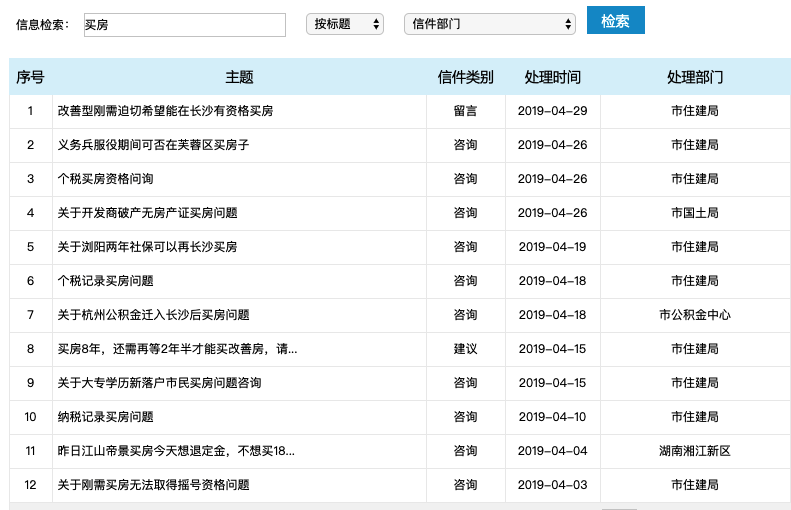 信息检索： 买房 按标题 信件部门 检索
序号 主题 信件类别 处理时间 处理部门
1 改善型刚需迫切希望能在长沙有资格买房 留言 2019-04-29 市住建局
2 义务兵服役期间可否在芙蓉区买房子 咨询 2019-04-26 市住建局
3 个税买房资格问询 咨询 2019-04-26 市住建局
4 关于开发商破产无房产证买房问题 咨询 2019-04-26 市国土局
5 关于浏阳两年社保可以再长沙买房 咨询 2019-04-19 市住建局
6 个税记录买房问题 咨询 2019-04-18 市住建局
7 关于杭州公积金迁入长沙后买房问题 咨询 2019-04-18 市公积金中心
8 买房8年，还需再等2年半才能买改善房，请... 建议 2019-04-15 市住建局
9 关于大专学历新落户市民买房问题咨询 咨询 2019-04-15 市住建局
10 纳税记录买房问题 咨询 2019-04-10 市住建局
11 昨日江山帝景买房今天想退定金，不想买18... 咨询 2019-04-04 湖南湘江新区
12 关于刚需买房无法取得摇号资格问题 咨询 2019-04-03 市住建局